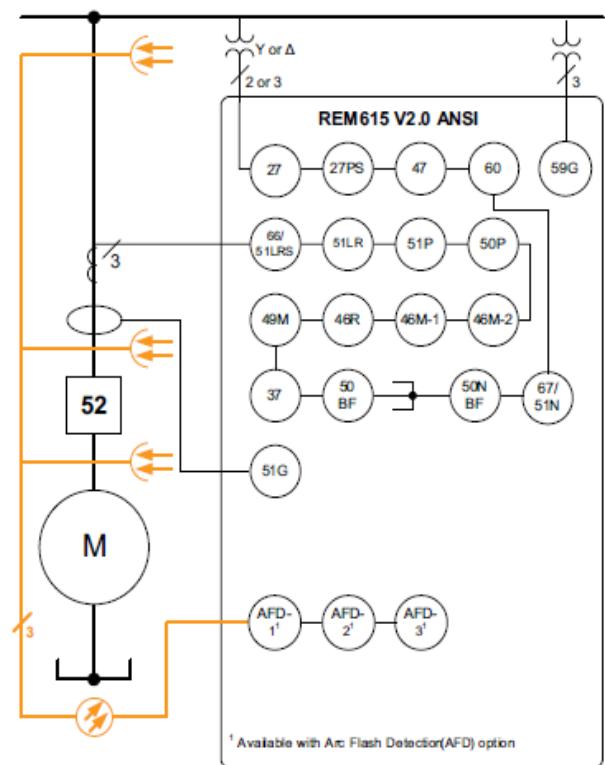 Y or Δ
2 or 3
3
REM615 V2.0 ANSI
27
27PS
47
60
59G
66/
51LRS
51LR
51P
50P
3
49M
46R
46M-1
46M-2
52
37
50
BF
50N
BF
67/
51N
51G
M
AFD-
1¹
AFD-
2¹
AFD-
3¹
3
¹ Available with Arc Flash Detection(AFD) option